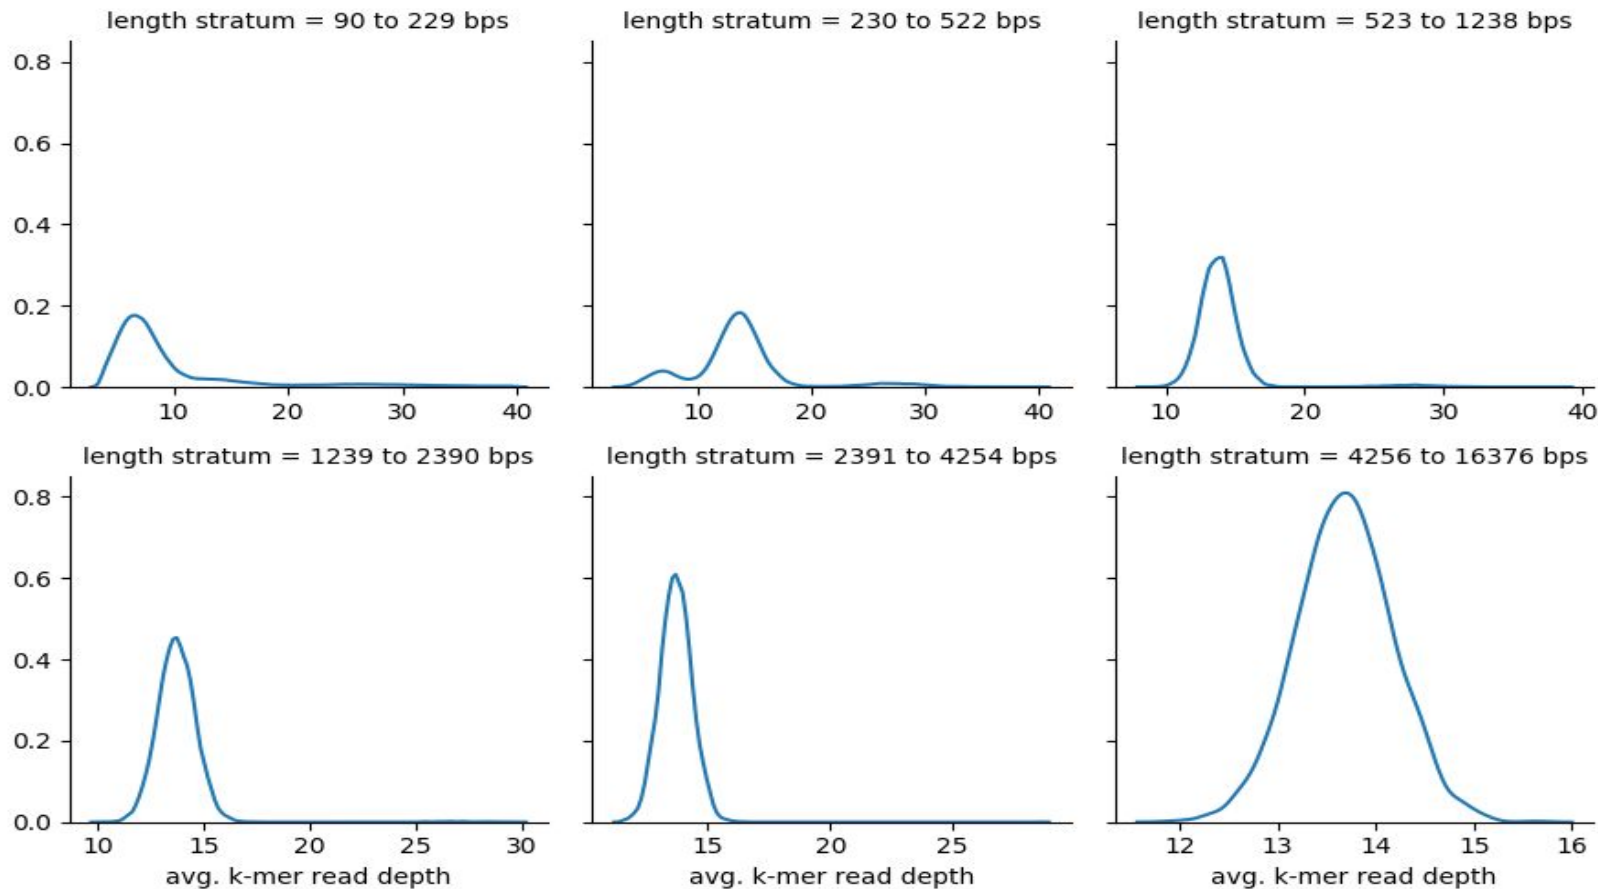 length stratum = 90 to 229 bps
length stratum = 230 to 522 bps
length stratum = 523 to 1238 bps
0.8
0.6
0.4
0.2
0.0
10 20 30 40
10 20 30 40
10 20 30 40
length stratum = 1239 to 2390 bps
length stratum = 2391 to 4254 bps
length stratum = 4256 to 16376 bps
0.8
0.6
0.4
0.2
0.0
10 15 20 25 30
15 20 25
12 13 14 15 16
avg. k-mer read depth
avg. k-mer read depth
avg. k-mer read depth